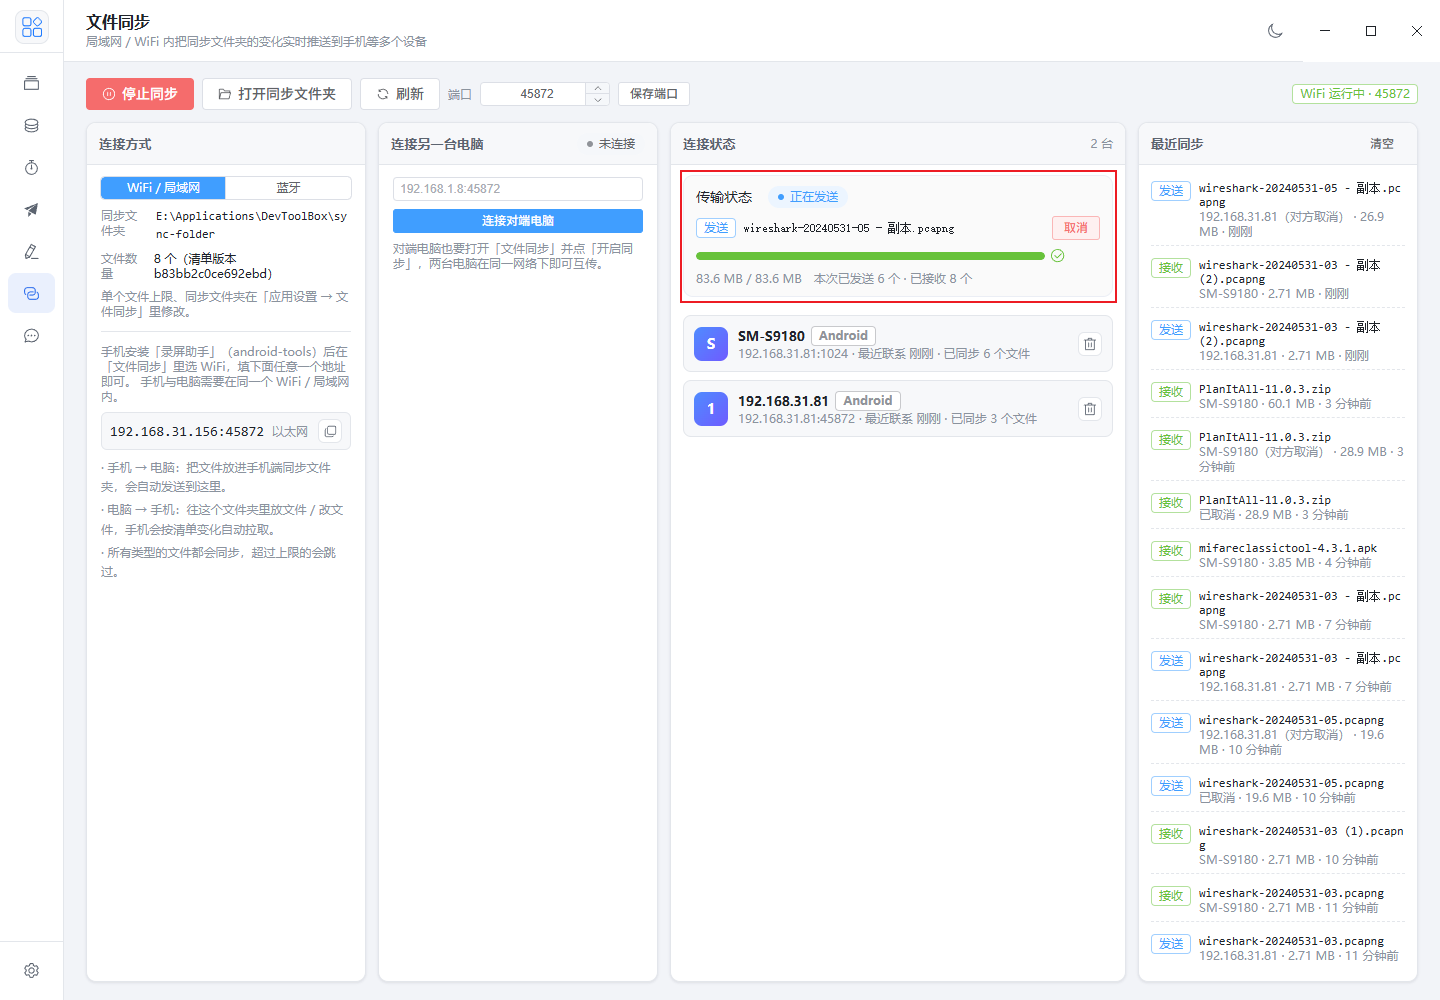 文件同步
局域网 / WiFi 内把同步文件夹的变化实时推送到手机等多个设备
停止同步
打开同步文件夹
刷新
端口
45872
保存端口
WiFi 运行中 · 45872
连接方式
WiFi / 局域网
蓝牙
同步文件夹
E:\Applications\DevToolBox\sy
nc-folder
文件数量
8 个（清单版本
b83bb2c0ce692ebd）
单个文件上限、同步文件夹在「应用设置 → 文
件同步」里修改。
手机安装「录屏助手」（android-tools）后在
「文件同步」里选 WiFi，填下面任意一个地址
即可。 手机与电脑需要在同一个 WiFi / 局域网
内。
192.168.31.156:45872 以太网
· 手机 → 电脑：把文件放进手机端同步文件
夹，会自动发送到这里。
· 电脑 → 手机：往这个文件夹里放文件 / 改文
件，手机会按清单变化自动拉取。
· 所有类型的文件都会同步，超过上限的会跳
过。
连接另一台电脑
未连接
192.168.1.8:45872
连接对端电脑
对端电脑也要打开「文件同步」并点「开启同
步」，两台电脑在同一网络下即可互传。
连接状态
2 台
传输状态
正在发送
发送
wireshark-20240531-05 - 副本.pcapng
取消
83.6 MB / 83.6 MB 本次已发送 6 个 · 已接收 8 个
S
SM-S9180
Android
192.168.31.81:1024 · 最近联系 刚刚 · 已同步 6 个文件
1
192.168.31.81
Android
192.168.31.81:45872 · 最近联系 刚刚 · 已同步 3 个文件
最近同步
清空
发送
wireshark-20240531-05 - 副本.pc
apng
192.168.31.81（对方取消） · 26.9
MB · 刚刚
接收
wireshark-20240531-03 - 副本
(2).pcapng
SM-S9180 · 2.71 MB · 刚刚
发送
wireshark-20240531-03 - 副本
(2).pcapng
192.168.31.81 · 2.71 MB · 刚刚
接收
PlanItAll-11.0.3.zip
SM-S9180 · 60.1 MB · 3 分钟前
接收
PlanItAll-11.0.3.zip
SM-S9180（对方取消） · 28.9 MB · 3
分钟前
接收
PlanItAll-11.0.3.zip
已取消 · 28.9 MB · 3 分钟前
接收
mifareclassictool-4.3.1.apk
SM-S9180 · 3.85 MB · 4 分钟前
接收
wireshark-20240531-03 - 副本.pc
apng
SM-S9180 · 2.71 MB · 7 分钟前
发送
wireshark-20240531-03 - 副本.pc
apng
192.168.31.81 · 2.71 MB · 7 分钟前
发送
wireshark-20240531-05.pcapng
192.168.31.81（对方取消） · 19.6
MB · 10 分钟前
发送
wireshark-20240531-05.pcapng
已取消 · 19.6 MB · 10 分钟前
接收
wireshark-20240531-03 (1).pcapn
g
SM-S9180 · 2.71 MB · 10 分钟前
接收
wireshark-20240531-03.pcapng
SM-S9180 · 2.71 MB · 11 分钟前
发送
wireshark-20240531-03.pcapng
192.168.31.81 · 2.71 MB · 11 分钟前